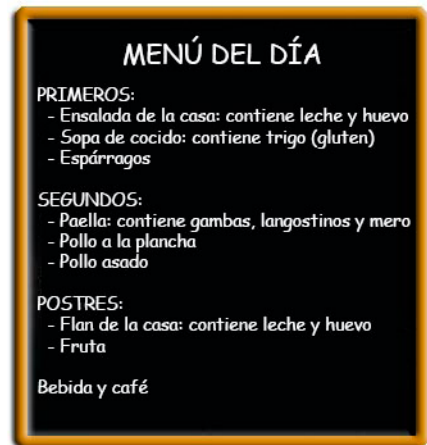 MENÚ DEL DÍA
PRIMEROS:
- Ensalada de la casa: contiene leche y huevo
- Sopa de cocido: contiene trigo (gluten)
- Espárragos
SEGUNDOS:
- Paella: contiene gambas, langostinos y mero
- Pollo a la plancha
- Pollo asado
POSTRES:
- Flan de la casa: contiene leche y huevo
- Fruta
Bebida y café